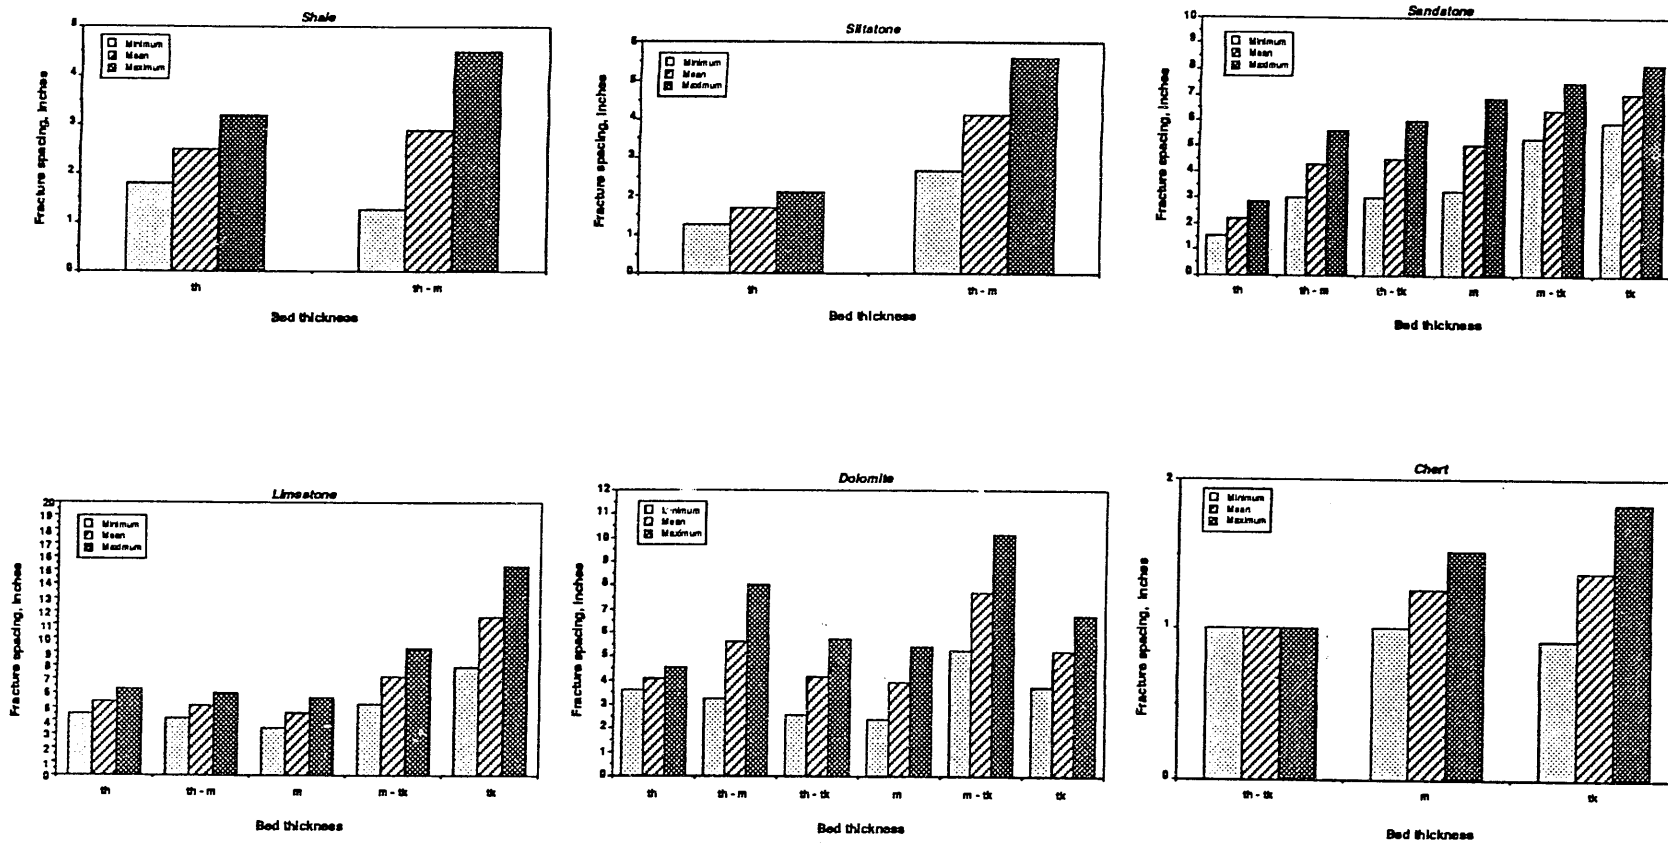 Shale
5
4
3
2
1
0
Minimum
Mean
Maximum
Fracture spacing, inches
th
th - m
Bed thickness
Siltstone
6
5
4
3
2
1
0
Minimum
Mean
Maximum
Fracture spacing, inches
th
th - m
Bed thickness
Sandstone
10
9
8
7
6
5
4
3
2
1
0
Minimum
Mean
Maximum
Fracture spacing, inches
th
th - m
th - tk
m
m - tk
tk
Bed thickness
Limestone
20
19
18
17
16
15
14
13
12
11
10
9
8
7
6
5
4
3
2
1
0
Minimum
Mean
Maximum
Fracture spacing, inches
th
th - m
m
m - tk
tk
Bed thickness
Dolomite
12
11
10
9
8
7
6
5
4
3
2
1
0
Minimum
Mean
Maximum
Fracture spacing, inches
th
th - m
th - tk
m
m - tk
tk
Bed thickness
Chert
2
1
0
Minimum
Mean
Maximum
Fracture spacing, inches
th - tk
m
tk
Bed thickness